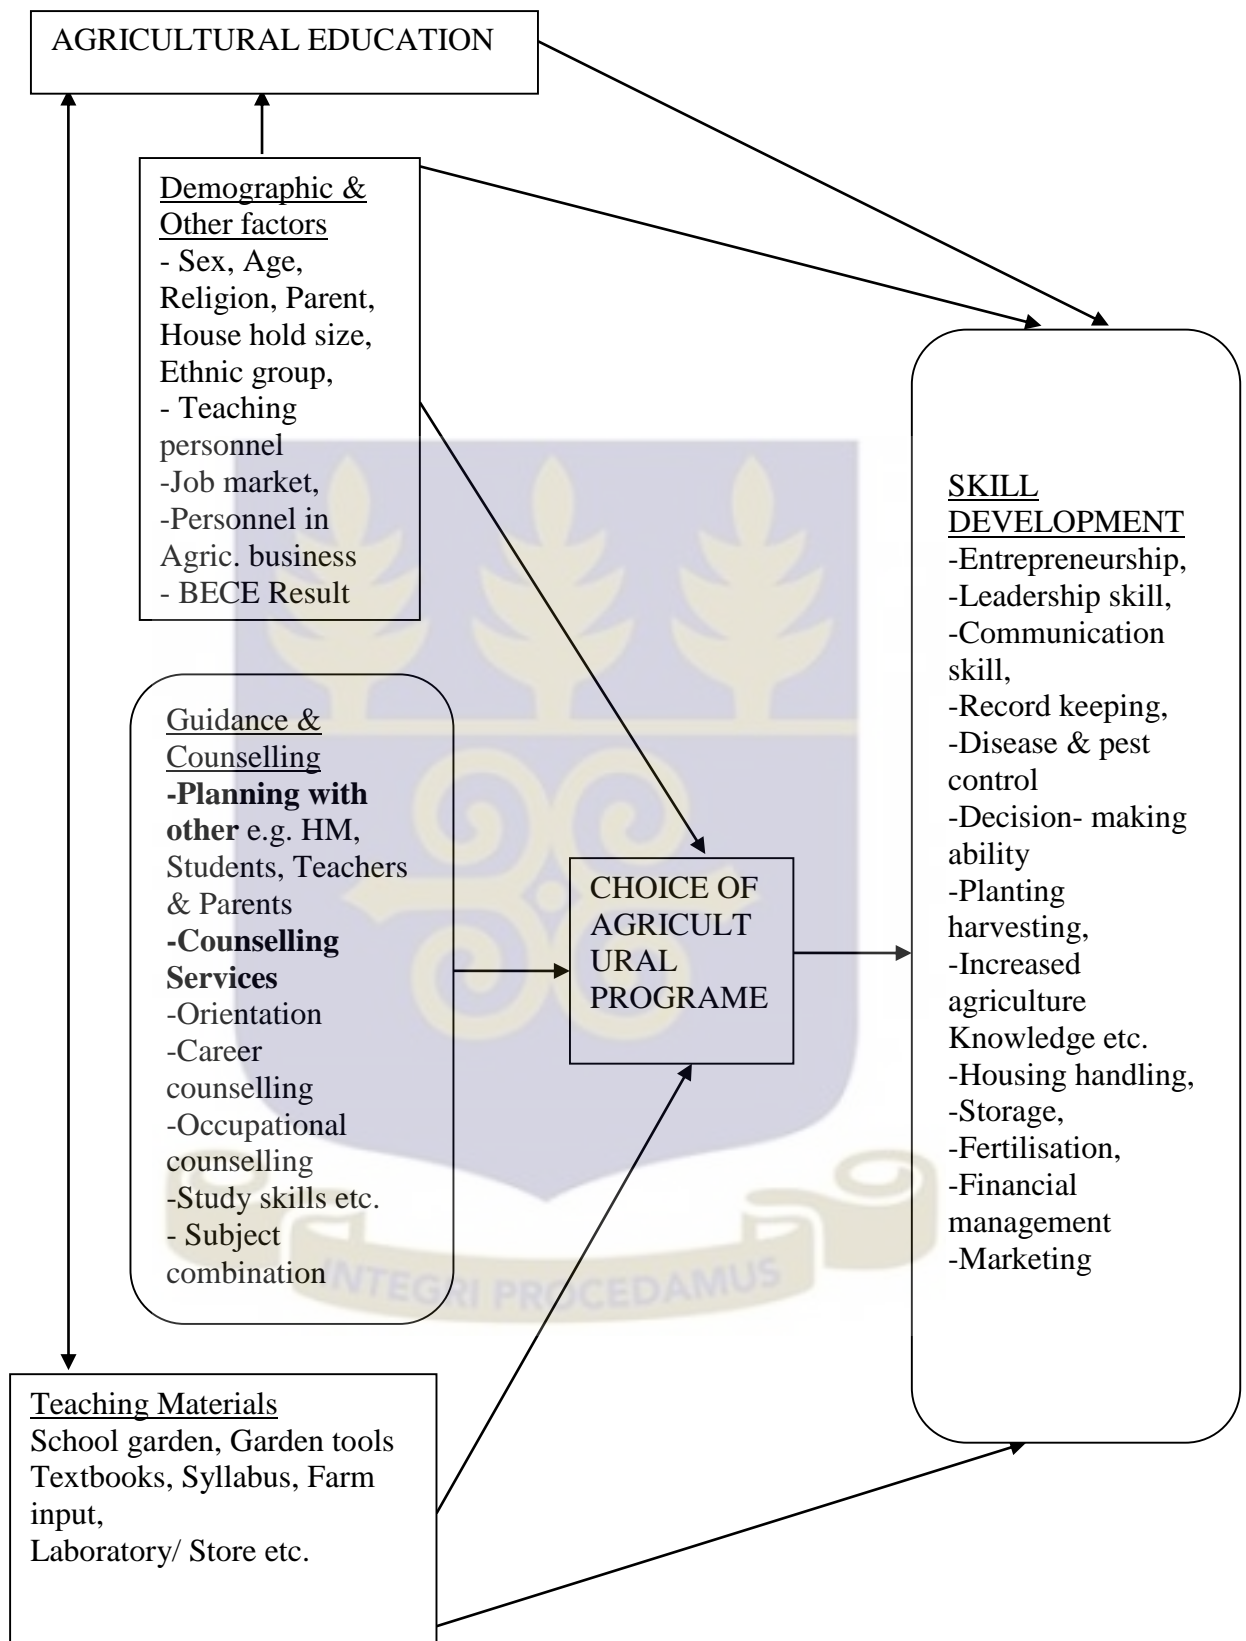 AGRICULTURAL EDUCATION
Demographic &
Other factors
- Sex, Age,
Religion, Parent,
House hold size,
Ethnic group,
- Teaching
personnel
-Job market,
-Personnel in
Agric. business
- BECE Result
Guidance &
Counselling
-Planning with
other e.g. HM,
Students, Teachers
& Parents
-Counselling
Services
-Orientation
-Career
counselling
-Occupational
counselling
-Study skills etc.
- Subject
combination
Teaching Materials
School garden, Garden tools
Textbooks, Syllabus, Farm
input,
Laboratory/ Store etc.
CHOICE OF
AGRICULT
URAL
PROGRAME
SKILL
DEVELOPMENT
-Entrepreneurship,
-Leadership skill,
-Communication
skill,
-Record keeping,
-Disease & pest
control
-Decision- making
ability
-Planting
harvesting,
-Increased
agriculture
Knowledge etc.
-Housing handling,
-Storage,
-Fertilisation,
-Financial
management
-Marketing
INTEGRI PROCEDAMUS